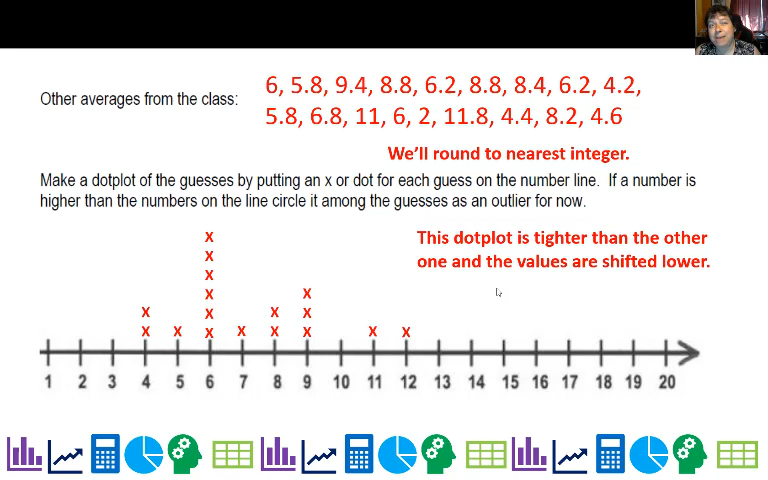 Other averages from the class:
6, 5.8, 9.4, 8.8, 6.2, 8.8, 8.4, 6.2, 4.2,
5.8, 6.8, 11, 6, 2, 11.8, 4.4, 8.2, 4.6
We'll round to nearest integer.
Make a dotplot of the guesses by putting an x or dot for each guess on the number line. If a number is
higher than the numbers on the line circle it among the guesses as an outlier for now.
This dotplot is tighter than the other
one and the values are shifted lower.
x
x
x
x x
x x x x
x x x x x x x x
1 2 3 4 5 6 7 8 9 10 11 12 13 14 15 16 17 18 19 20